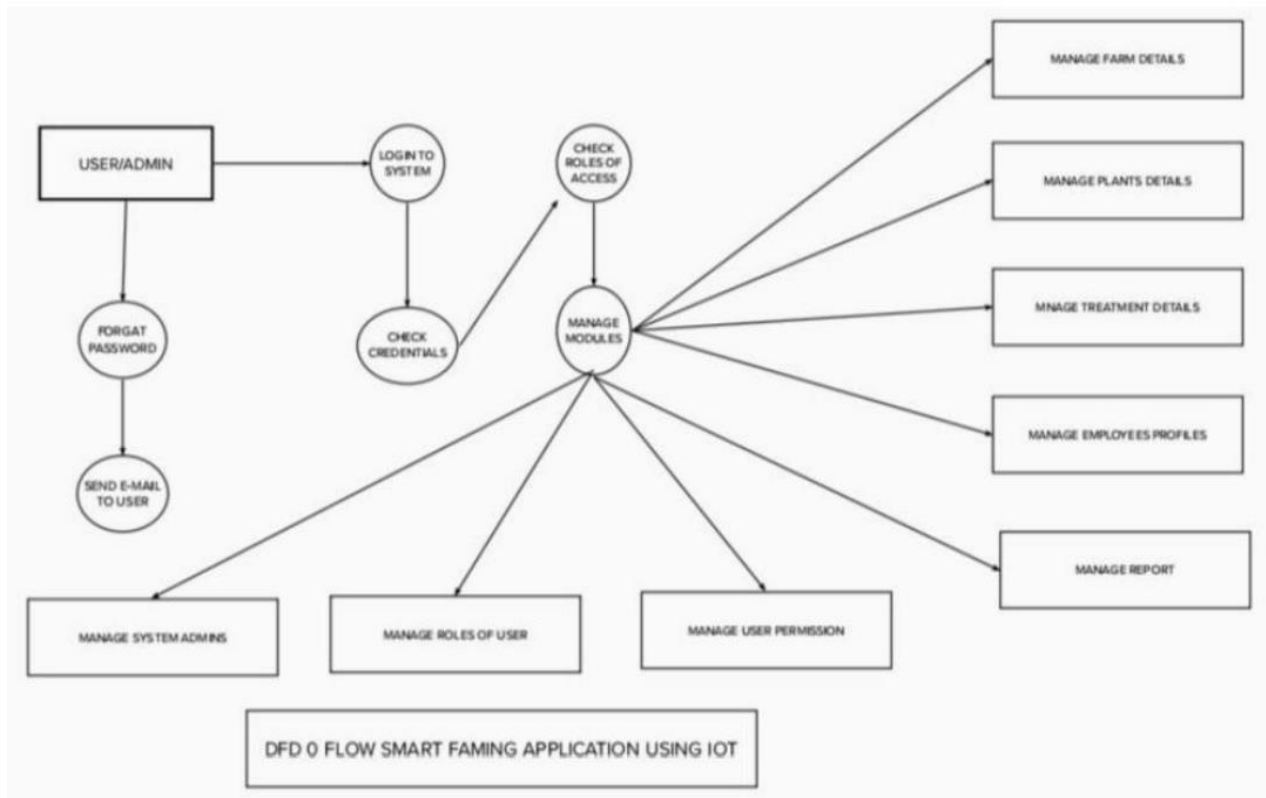 MANAGE FARM DETAILS
USER/ADMIN
LOGIN TO
SYSTEM
CHECK
ROLES OF
ACCESS
MANAGE PLANTS DETAILS
FORGAT
PASSWORD
CHECK
CREDENTIALS
MANAGE
MODULES
MNAGE TREATMENT DETAILS
MANAGE EMPLOYEES PROFILES
SEND E-MAIL
TO USER
MANAGE REPORT
MANAGE SYSTEM ADMINS
MANAGE ROLES OF USER
MANAGE USER PERMISSION
DFD 0 FLOW SMART FAMING APPLICATION USING IOT